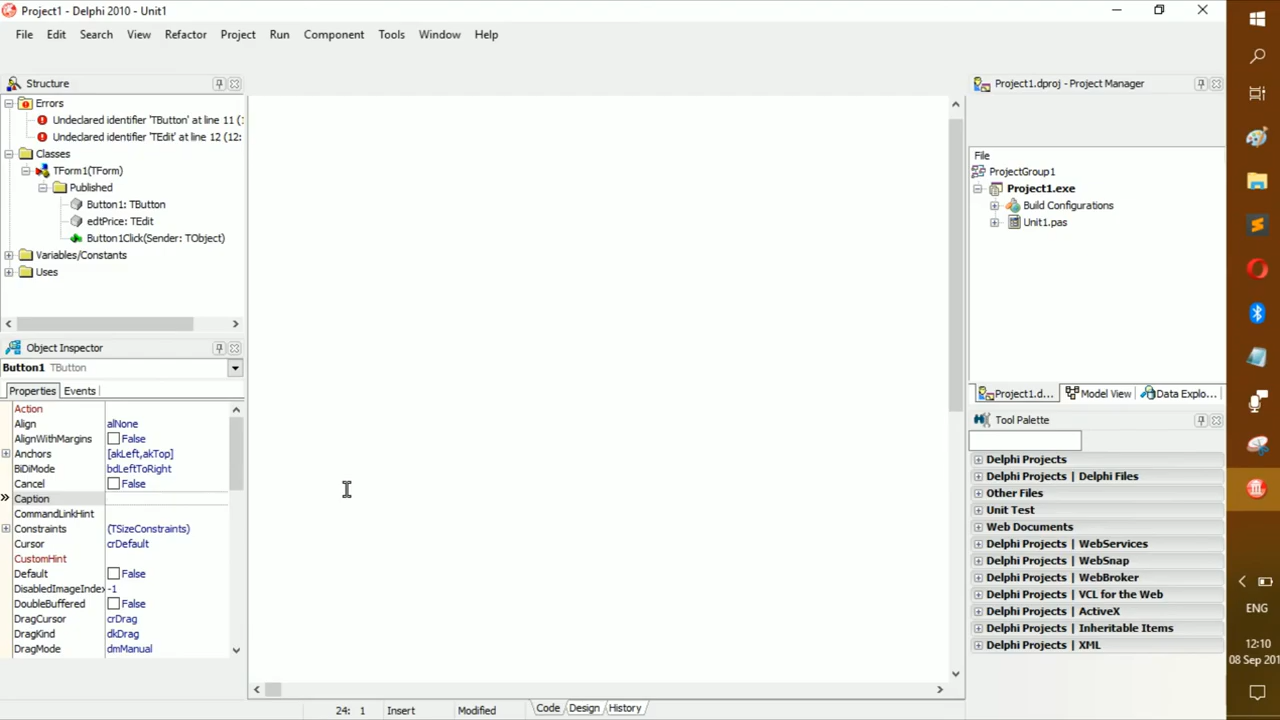 Project1 - Delphi 2010 - Unit1
File Edit Search View Refactor Project Run Component Tools Window Help
Structure
Errors
Undeclared identifier 'TButton' at line 11 (
Undeclared identifier 'TEdit' at line 12 (12:
Classes
TForm1(TForm)
Published
Button1: TButton
edtPrice: TEdit
Button1Click(Sender: TObject)
Variables/Constants
Uses
Object Inspector
Button1 TButton
Properties Events
Action
Align alNone
AlignWithMargins False
Anchors [akLeft,akTop]
BiDiMode bdLeftToRight
Cancel False
Caption
CommandLinkHint
Constraints (TSizeConstraints)
Cursor crDefault
CustomHint
Default False
DisabledImageIndex -1
DoubleBuffered False
DragCursor crDrag
DragKind dkDrag
DragMode dmManual
24: 1 Insert Modified Code Design History
Project1.dproj - Project Manager
File
ProjectGroup1
Project1.exe
Build Configurations
Unit1.pas
Project1.d... Model View Data Explo...
Tool Palette
Delphi Projects
Delphi Projects | Delphi Files
Other Files
Unit Test
Web Documents
Delphi Projects | WebServices
Delphi Projects | WebSnap
Delphi Projects | WebBroker
Delphi Projects | VCL for the Web
Delphi Projects | ActiveX
Delphi Projects | Inheritable Items
Delphi Projects | XML
ENG
12:10
08 Sep 201